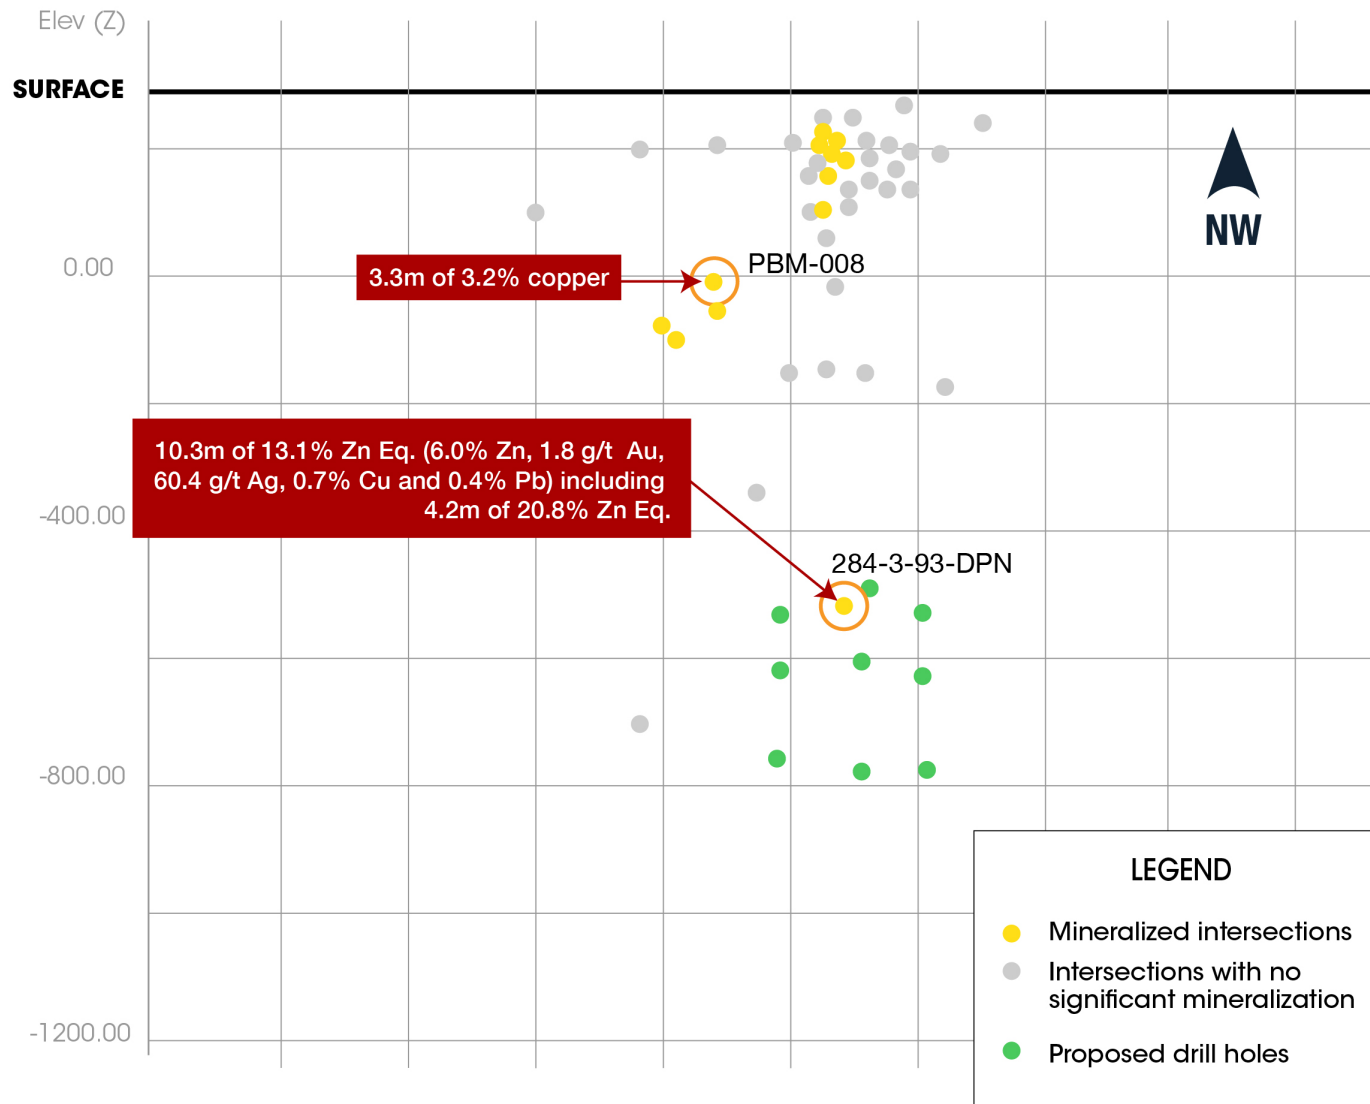 Elev (Z)
SURFACE
NW
0.00
3.3m of 3.2% copper
PBM-008
10.3m of 13.1% Zn Eq. (6.0% Zn, 1.8 g/t Au,
60.4 g/t Ag, 0.7% Cu and 0.4% Pb) including
4.2m of 20.8% Zn Eq.
-400.00
284-3-93-DPN
-800.00
-1200.00
LEGEND
Mineralized intersections
Intersections with no
significant mineralization
Proposed drill holes